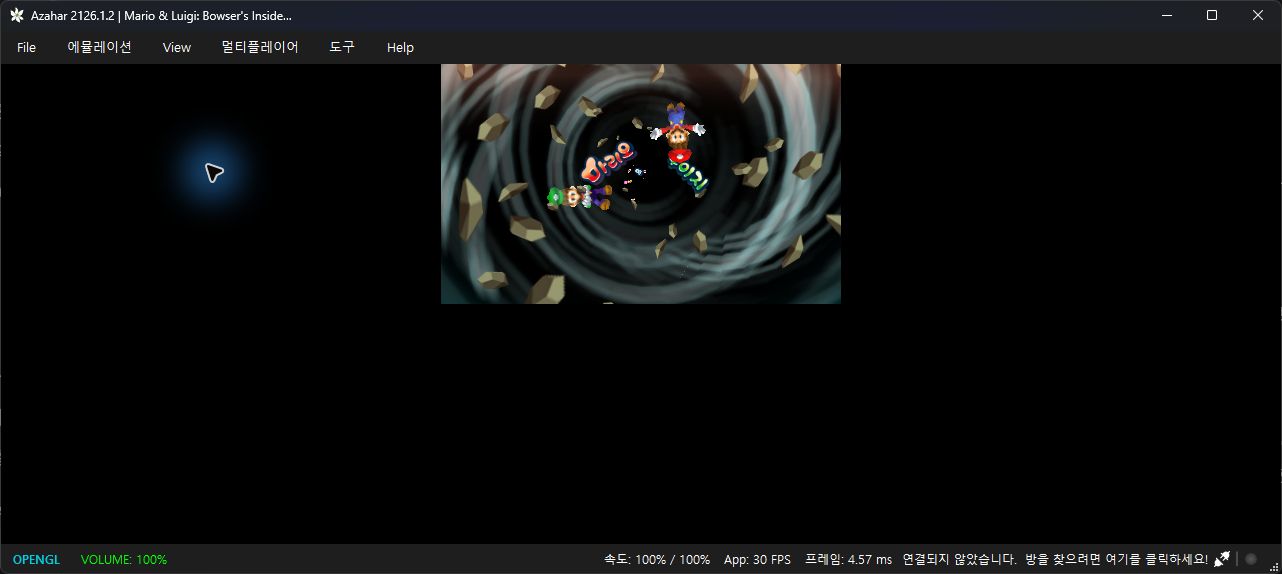 Azahar 2126.1.2 | Mario & Luigi: Bowser's Inside...
File 에뮬레이션 View 멀티플레이어 도구 Help
마리오
이지
OPENGL VOLUME: 100% 속도: 100% / 100% App: 30 FPS 프레임: 4.57 ms 연결되지 않았습니다. 방을 찾으려면 여기를 클릭하세요!